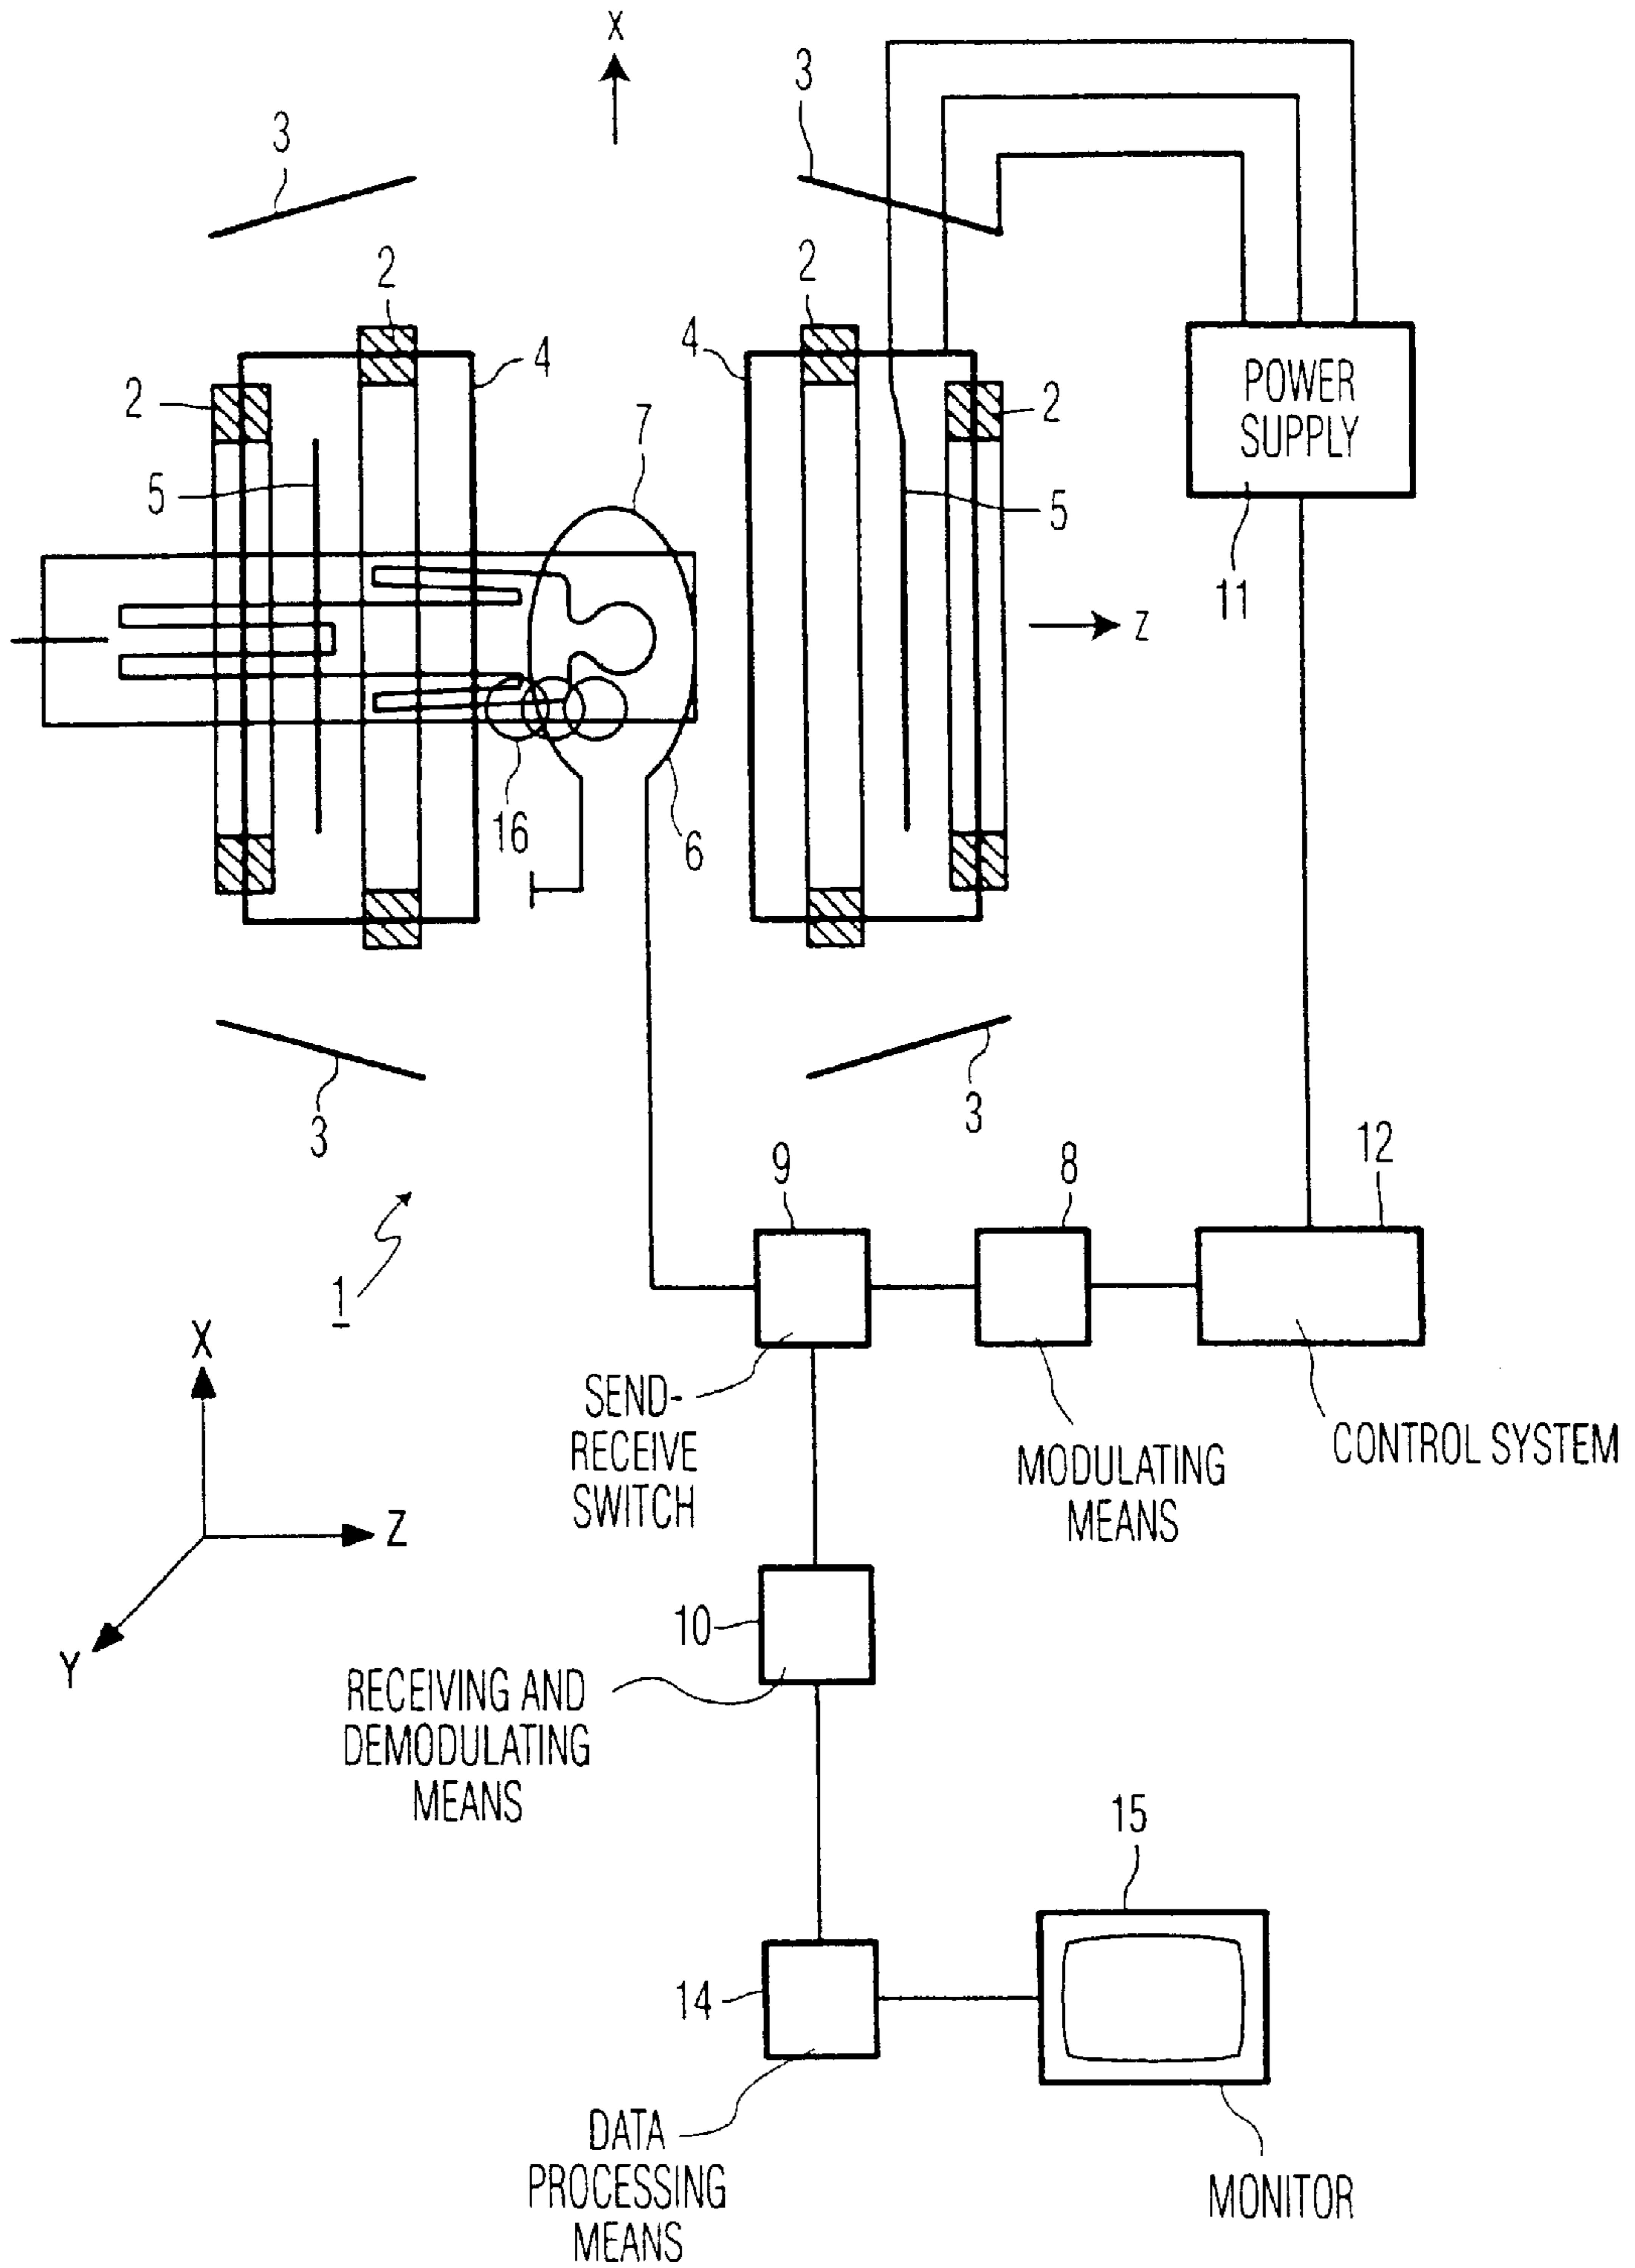 X
3
3
2
2
4
4
2
2
7
POWER
SUPPLY
5
5
11
Z
16
6
3
3
9
8
12
1
X
SEND-
RECEIVE
SWITCH
MODULATING
MEANS
CONTROL SYSTEM
Z
Y
10
RECEIVING AND
DEMODULATING
MEANS
15
14
DATA
PROCESSING
MEANS
MONITOR